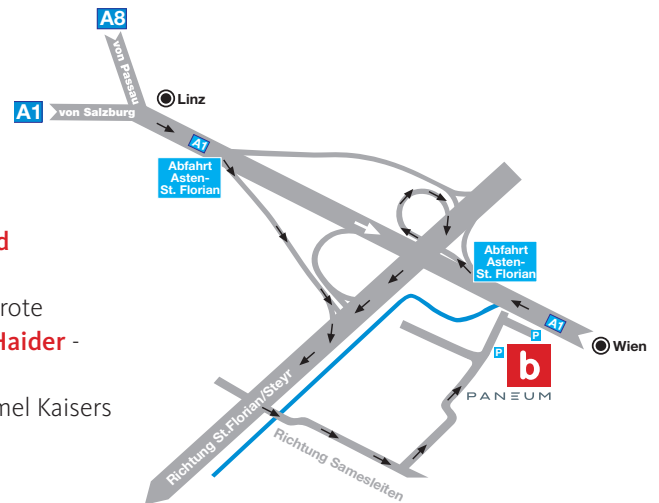 A8
von Passau
A1
von Salzburg
Linz
A1
Abfahrt
Asten-
St. Florian
d
rote
Haider -
mel Kaisers
Abfahrt
Asten-
St. Florian
A1
Wien
P
P
b
PANEUM
Richtung St.Florian/Steyr
Richtung Samesleiten